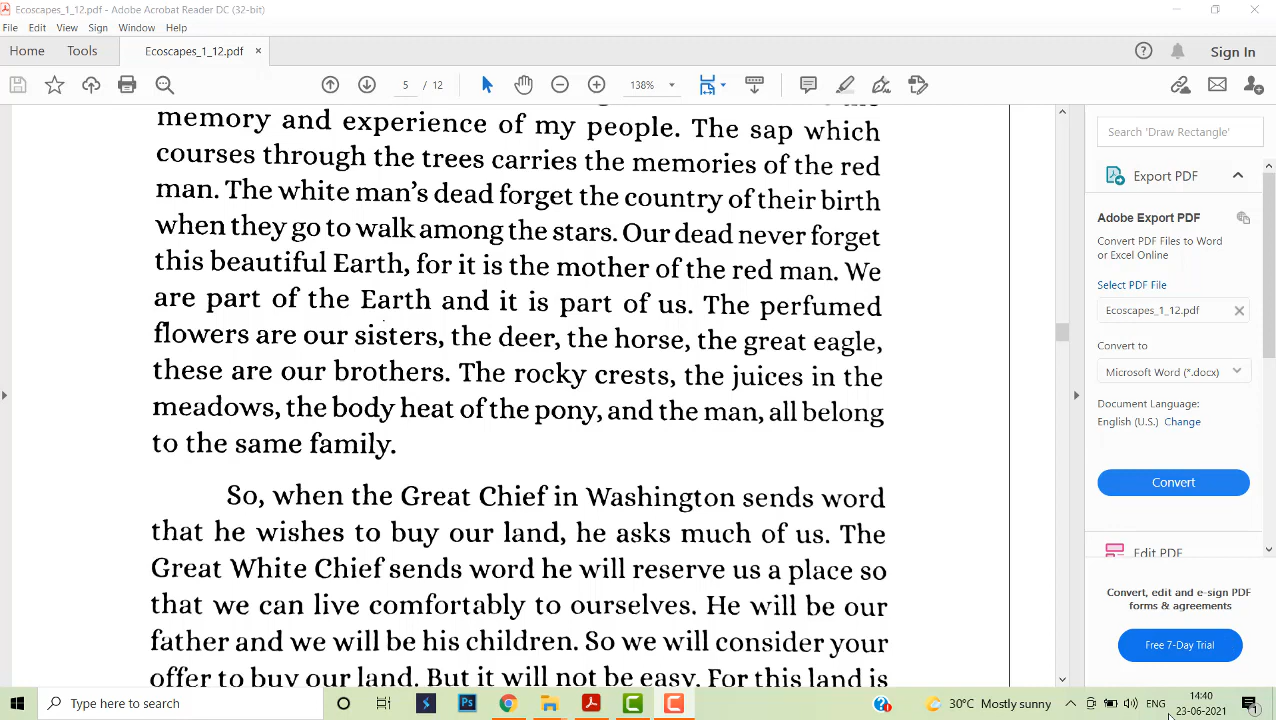 Ecoscapes_1_12.pdf - Adobe Acrobat Reader DC (32-bit)
File Edit View Sign Window Help
Home Tools Ecoscapes_1_12.pdf × Sign In
5 / 12 138%
memory and experience of my people. The sap which
courses through the trees carries the memories of the red
man. The white man's dead forget the country of their birth
when they go to walk among the stars. Our dead never forget
this beautiful Earth, for it is the mother of the red man. We
are part of the Earth and it is part of us. The perfumed
flowers are our sisters, the deer, the horse, the great eagle,
these are our brothers. The rocky crests, the juices in the
meadows, the body heat of the pony, and the man, all belong
to the same family.
So, when the Great Chief in Washington sends word
that he wishes to buy our land, he asks much of us. The
Great White Chief sends word he will reserve us a place so
that we can live comfortably to ourselves. He will be our
father and we will be his children. So we will consider your
offer to buy our land. But it will not be easy. For this land is
Search 'Draw Rectangle'
Export PDF
Adobe Export PDF
Convert PDF Files to Word
or Excel Online
Select PDF File
Ecoscapes_1_12.pdf
Convert to
Microsoft Word (*.docx)
Document Language:
English (U.S.) Change
Convert
Edit PDF
Convert, edit and e-sign PDF
forms & agreements
Free 7-Day Trial
Type here to search
Ps
30°C Mostly sunny
ENG
14:40
23-06-2021
1